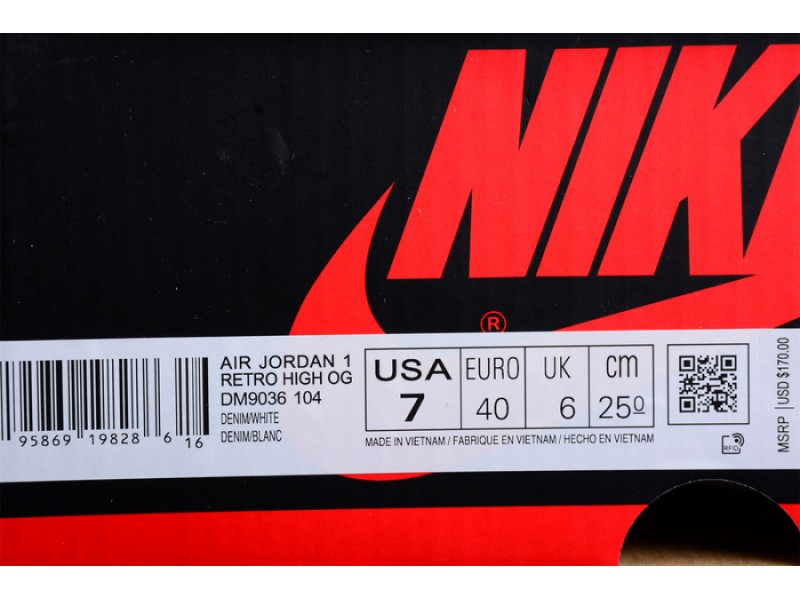 NIK
®
AIR JORDAN 1
RETRO HIGH OG
DM9036 104
DENIM/WHITE
DENIM/BLANC
USA EURO UK cm
7 40 6 250
MADE IN VIETNAM / FABRIQUE EN VIETNAM / HECHO EN VIETNAM
95869 19828 6 16
RFID
MSRP USD $170.00